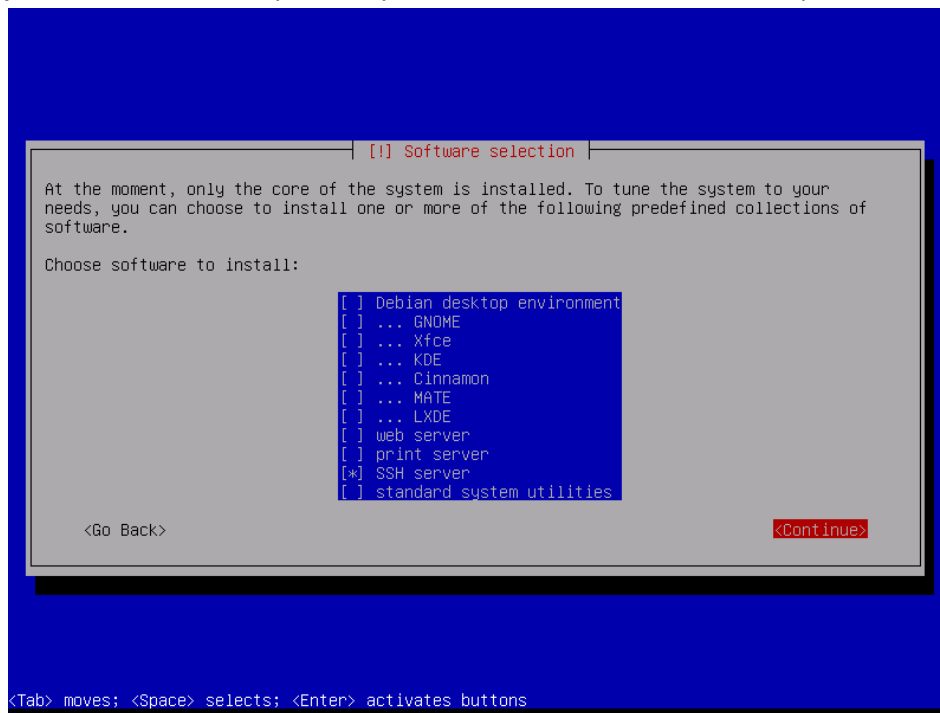 [!] Software selection
At the moment, only the core of the system is installed. To tune the system to your
needs, you can choose to install one or more of the following predefined collections of
software.
Choose software to install:
[ ] Debian desktop environment
[ ] ... GNOME
[ ] ... Xfce
[ ] ... KDE
[ ] ... Cinnamon
[ ] ... MATE
[ ] ... LXDE
[ ] web server
[ ] print server
[*] SSH server
[ ] standard system utilities
<Go Back> <Continue>
<Tab> moves; <Space> selects; <Enter> activates buttons